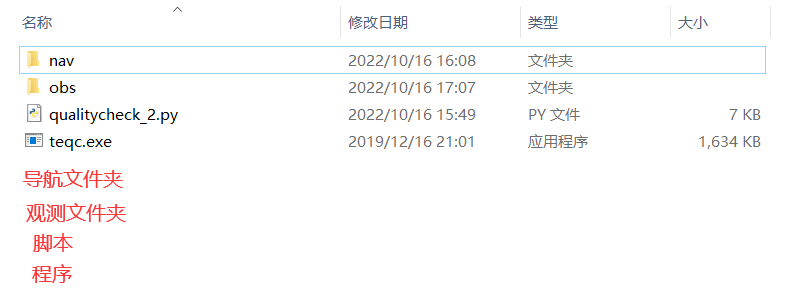 名称 修改日期 类型 大小
nav 2022/10/16 16:08 文件夹
obs 2022/10/16 17:07 文件夹
qualitycheck_2.py 2022/10/16 15:49 PY 文件 7 KB
teqc.exe 2019/12/16 21:01 应用程序 1,634 KB
导航文件夹
观测文件夹
脚本
程序